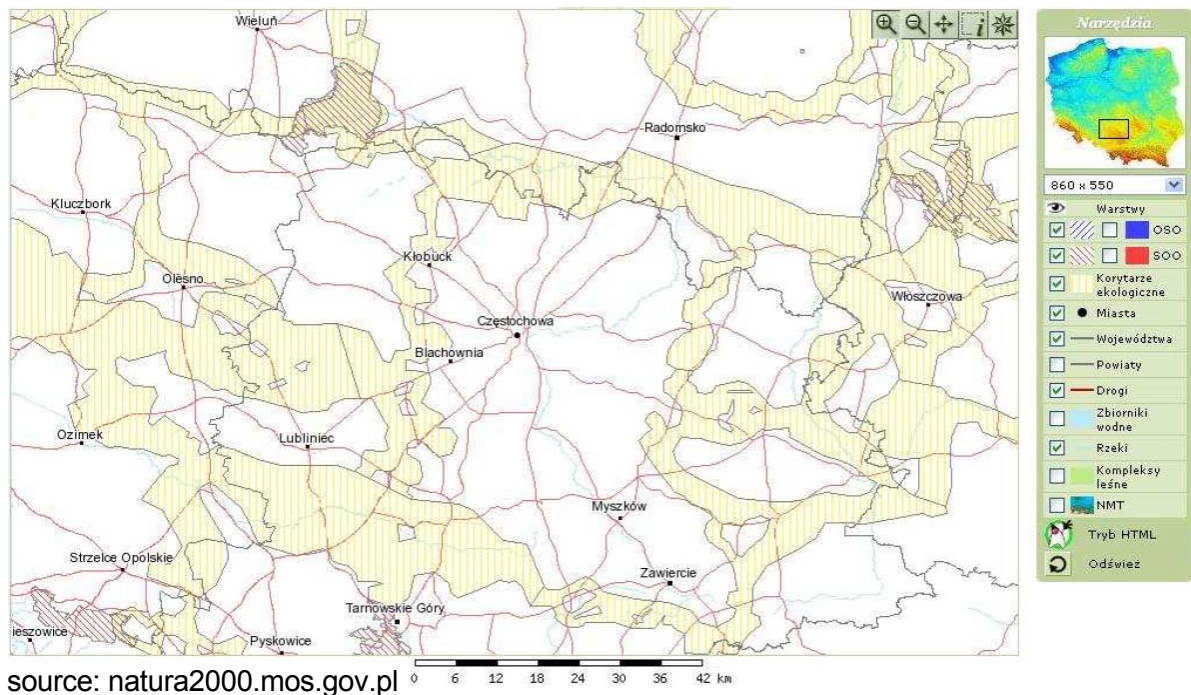 Wieluń
Radomsko
Kluczbork
Kłobuck
Olesno
Włoszczowa
Częstochowa
Blachownia
Ozimek
Lubliniec
Myszków
Strzelce Opolskie
Zawiercie
Tarnowskie Góry
ieszowice
Pyskowice
source: natura2000.mos.gov.pl
0 6 12 18 24 30 36 42 km
Narzędzia
860 x 550
Warstwy
OSO
SOO
Korytarze
ekologiczne
Miasta
Województwa
Powiaty
Drogi
Zbiorniki
wodne
Rzeki
Kompleksy
leśne
NMT
Tryb HTML
Odśwież